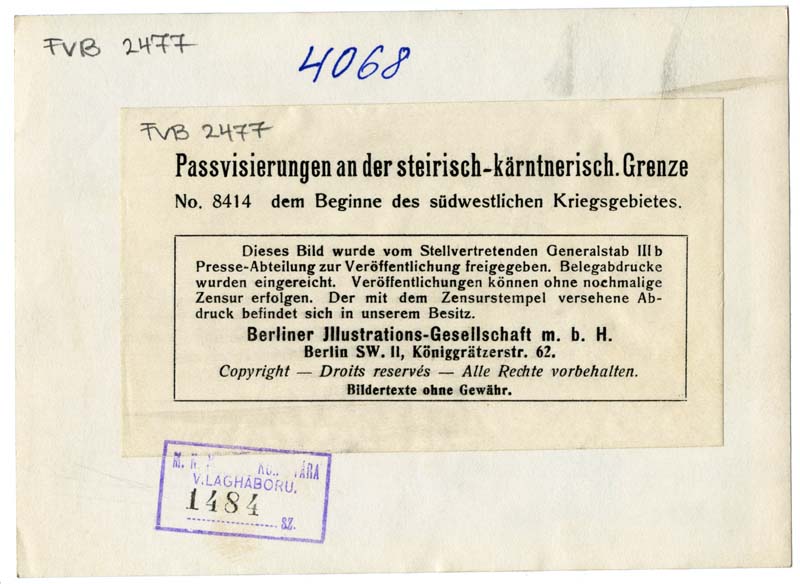 FVB 2477
4068
FVB 2477
Passvisierungen an der steirisch-kärntnerisch. Grenze
No. 8414 dem Beginne des südwestlichen Kriegsgebietes.
Dieses Bild wurde vom Stellvertretenden Generalstab III b
Presse-Abteilung zur Veröffentlichung freigegeben. Belegabdrucke
wurden eingereicht. Veröffentlichungen können ohne nochmalige
Zensur erfolgen. Der mit dem Zensurstempel versehene Ab-
druck befindet sich in unserem Besitz.
Berliner Jllustrations-Gesellschaft m. b. H.
Berlin SW. 11, Königgrätzerstr. 62.
Copyright — Droits reservés — Alle Rechte vorbehalten.
Bildertexte ohne Gewähr.
M. N.
VILÁGHÁBORU.
1484
SZ.